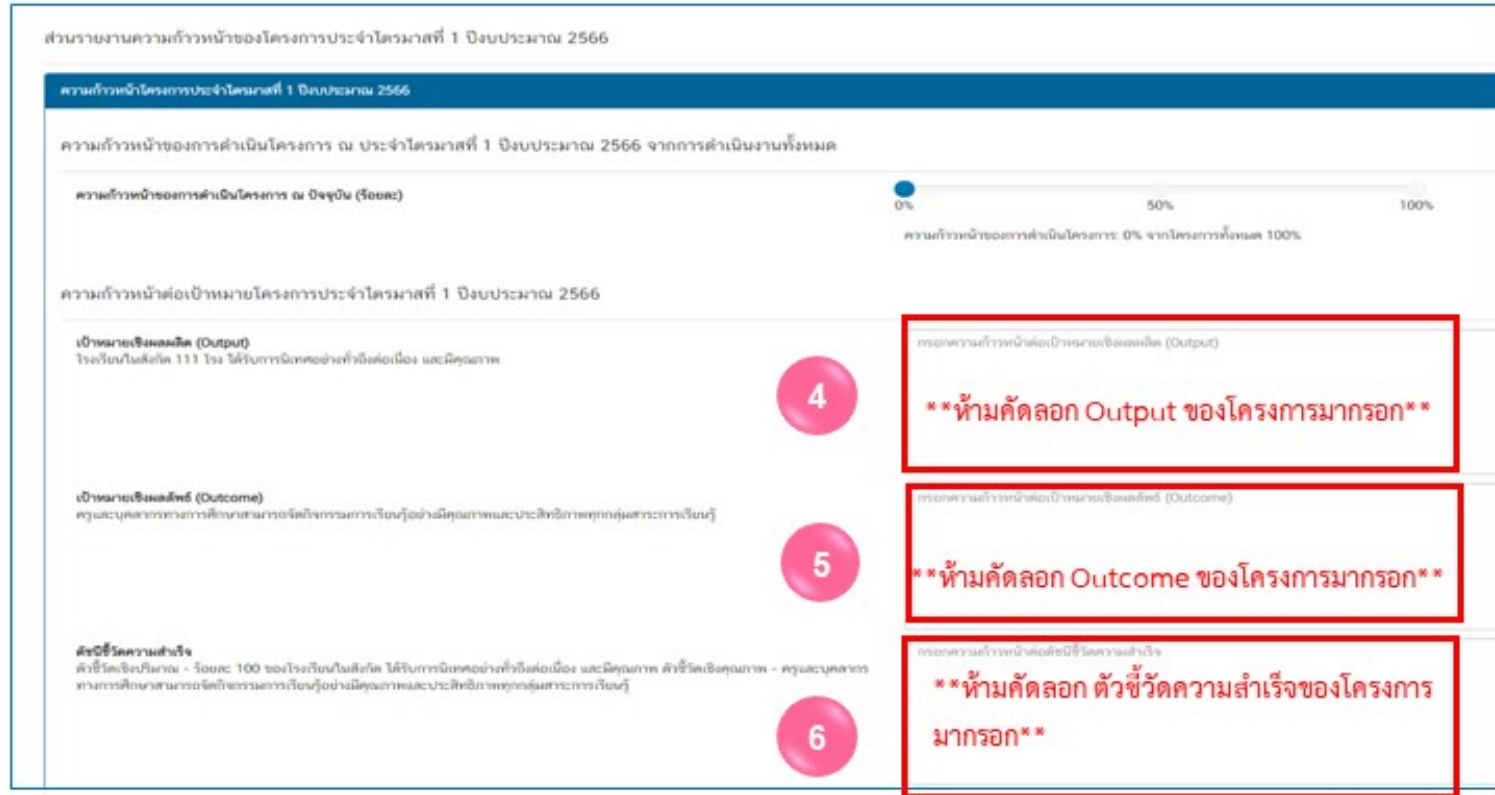 ส่วนรายงานความก้าวหน้าของโครงการประจำไตรมาสที่ 1 ปีงบประมาณ 2566
ความก้าวหน้าโครงการประจำไตรมาสที่ 1 ปีงบประมาณ 2566
ความก้าวหน้าของการดำเนินโครงการ ณ ประจำไตรมาสที่ 1 ปีงบประมาณ 2566 จากการดำเนินงานทั้งหมด
ความก้าวหน้าของการดำเนินโครงการ ณ ปัจจุบัน (ร้อยละ)
0% 50% 100%
ความก้าวหน้าของการดำเนินโครงการ: 0% จากโครงการทั้งหมด 100%
ความก้าวหน้าต่อเป้าหมายโครงการประจำไตรมาสที่ 1 ปีงบประมาณ 2566
เป้าหมายเชิงผลผลิต (Output)
โรงเรียนในสังกัด 111 โรง ได้รับการนิเทศอย่างทั่วถึงต่อเนื่อง และมีคุณภาพ
กรอกความก้าวหน้าต่อเป้าหมายเชิงผลผลิต (Output)
4
**ห้ามคัดลอก Output ของโครงการมากรอก**
เป้าหมายเชิงผลลัพธ์ (Outcome)
ครูและบุคลากรทางการศึกษาสามารถจัดกิจกรรมการเรียนรู้อย่างมีคุณภาพและประสิทธิภาพทุกกลุ่มสาระการเรียนรู้
กรอกความก้าวหน้าต่อเป้าหมายเชิงผลลัพธ์ (Outcome)
5
**ห้ามคัดลอก Outcome ของโครงการมากรอก**
ดัชนีชี้วัดความสำเร็จ
ตัวชี้วัดเชิงปริมาณ - ร้อยละ 100 ของโรงเรียนในสังกัด ได้รับการนิเทศอย่างทั่วถึงต่อเนื่อง และมีคุณภาพ ตัวชี้วัดเชิงคุณภาพ - ครูและบุคลากร
ทางการศึกษาสามารถจัดกิจกรรมการเรียนรู้อย่างมีคุณภาพและประสิทธิภาพทุกกลุ่มสาระการเรียนรู้
กรอกความก้าวหน้าต่อดัชนีชี้วัดความสำเร็จ
6
**ห้ามคัดลอก ตัวชี้วัดความสำเร็จของโครงการ
มากรอก**